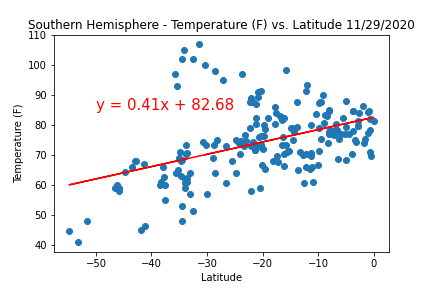 Southern Hemisphere - Temperature (F) vs. Latitude 11/29/2020
110
100
90
80
70
60
50
40
Temperature (F)
y = 0.41x + 82.68
−50 −40 −30 −20 −10 0
Latitude